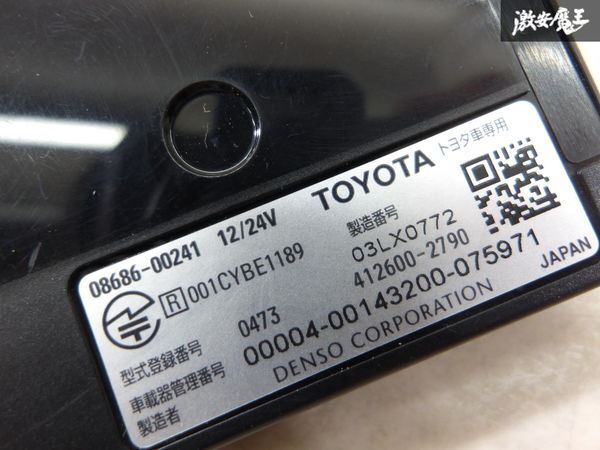 激安魔王
08686-00241 12/24V TOYOTA トヨタ車専用
R 001CYBE1189 製造番号 03LX0772
型式登録番号 0473 412600-2790
車載器管理番号 00004-00143200-075971
製造者 DENSO CORPORATION JAPAN